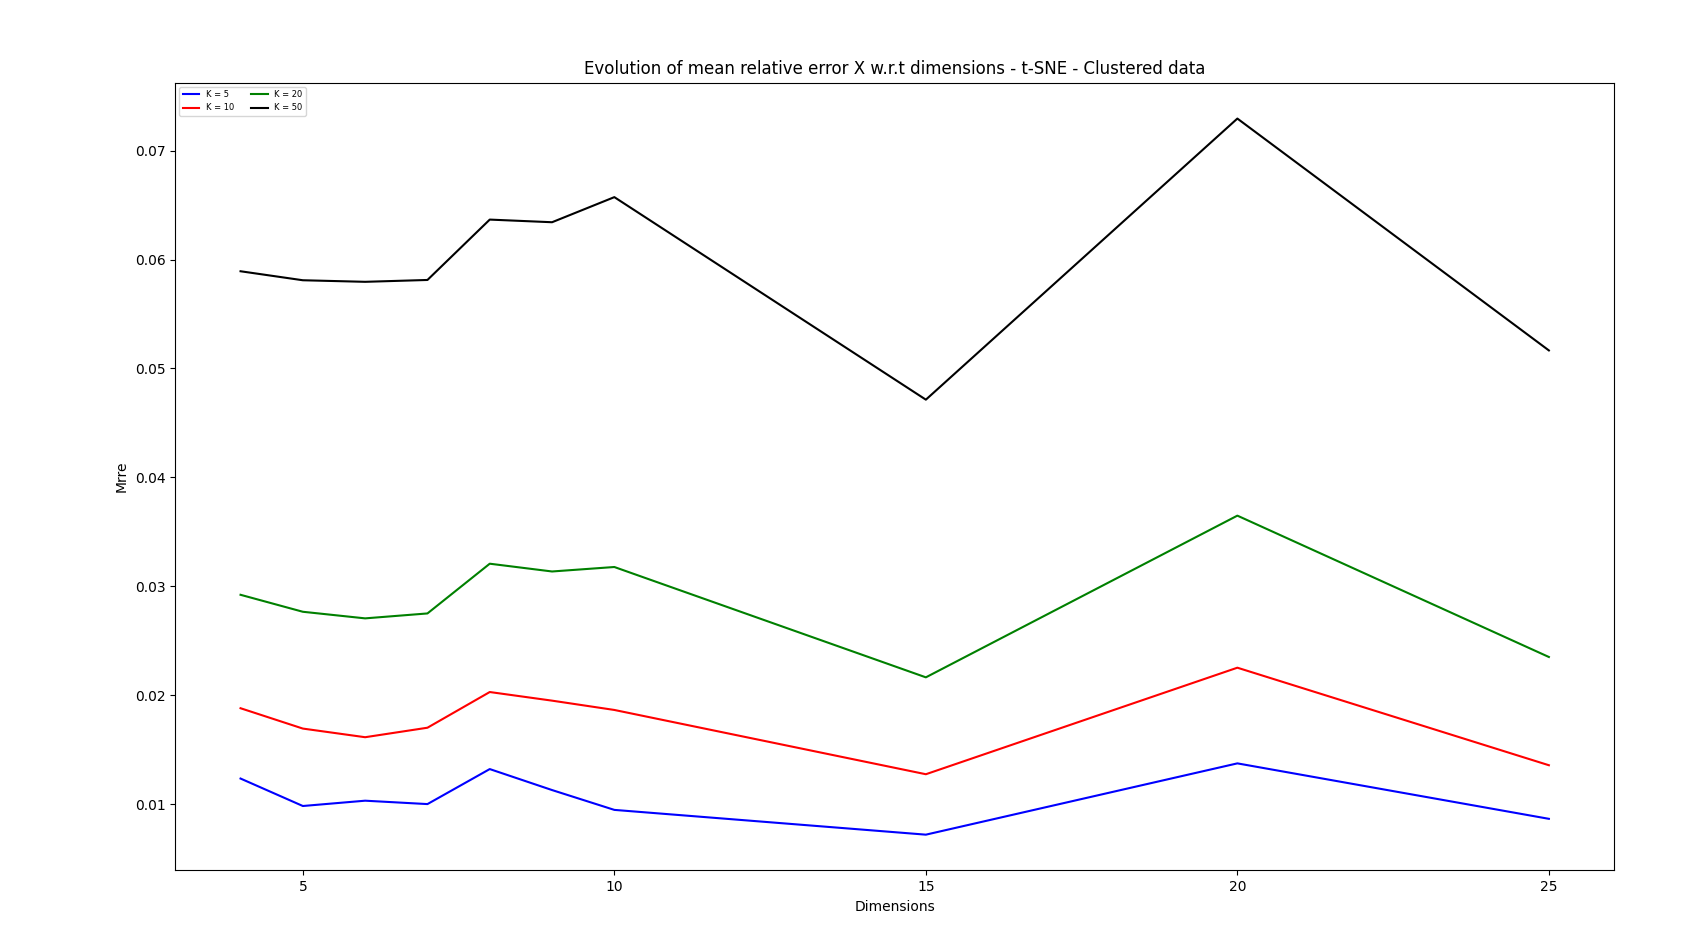 Evolution of mean relative error X w.r.t dimensions - t-SNE - Clustered data
K = 5 K = 20
K = 10 K = 50
0.07
0.06
0.05
0.04
0.03
0.02
0.01
Mrre
5 10 15 20 25
Dimensions